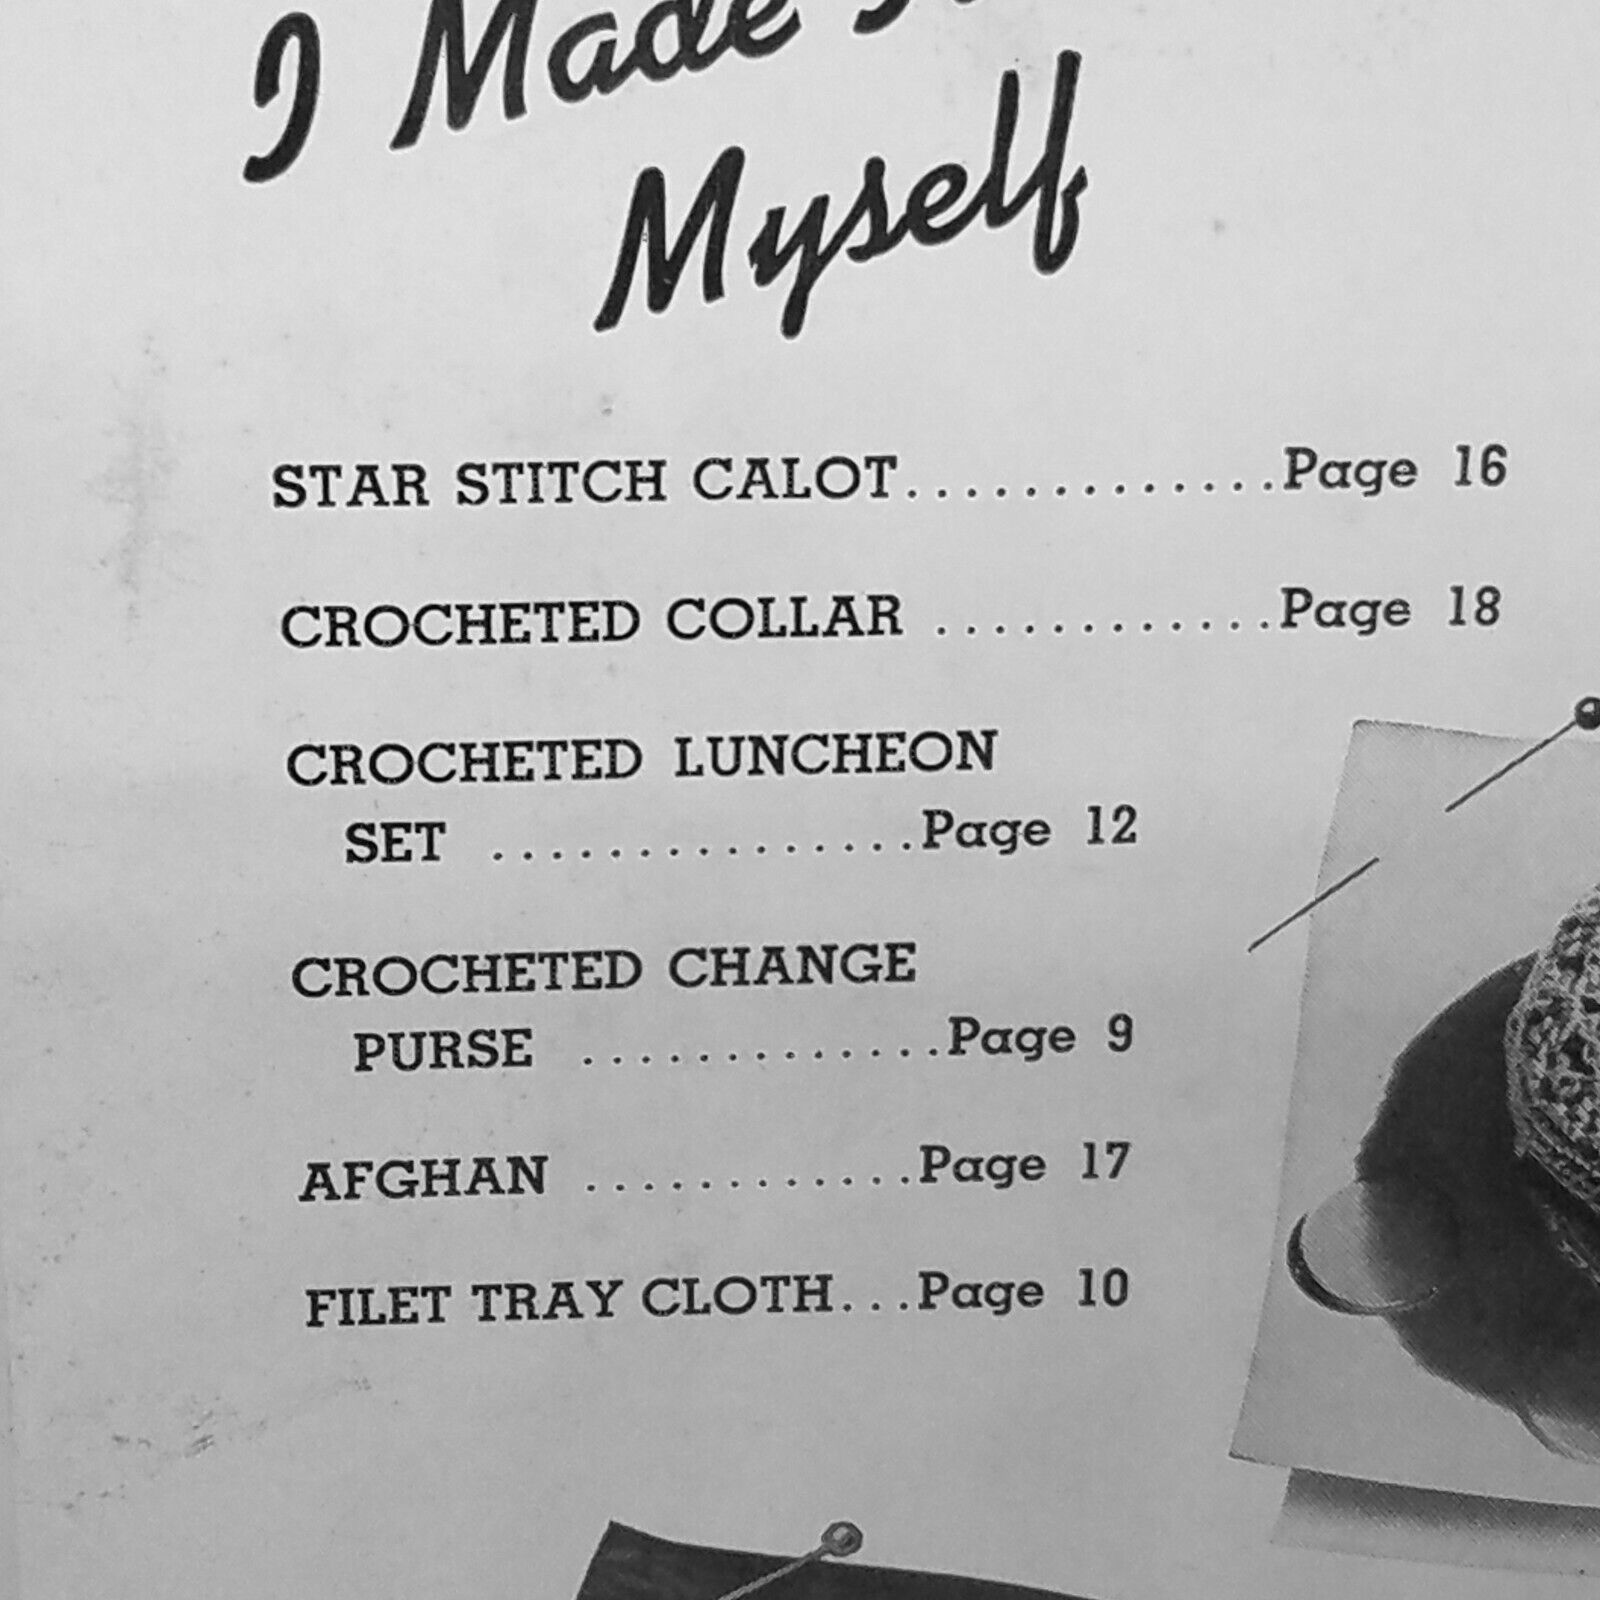 I Made
Myself
STAR STITCH CALOT..............Page 16
CROCHETED COLLAR ............Page 18
CROCHETED LUNCHEON
SET ...............Page 12
CROCHETED CHANGE
PURSE .............Page 9
AFGHAN ............Page 17
FILET TRAY CLOTH...Page 10